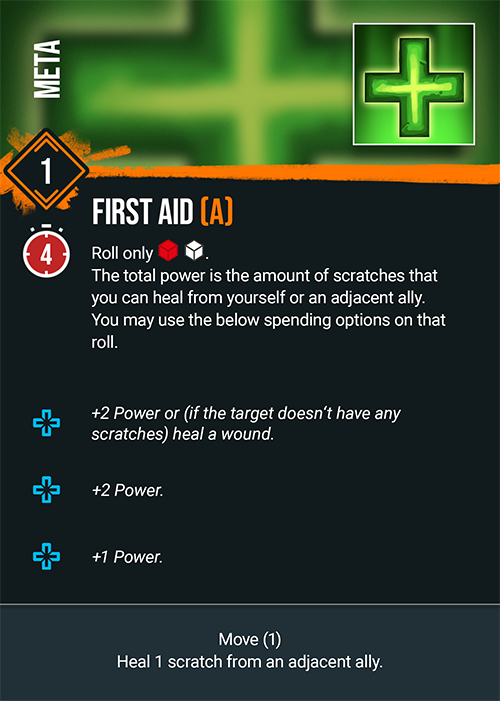 META
1
FIRST AID (A)
4
Roll only .
The total power is the amount of scratches that
you can heal from yourself or an adjacent ally.
You may use the below spending options on that
roll.
+2 Power or (if the target doesn‘t have any
scratches) heal a wound.
+2 Power.
+1 Power.
Move (1)
Heal 1 scratch from an adjacent ally.